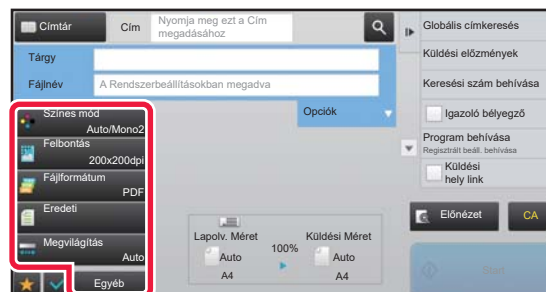 Címtár
Cím
Nyomja meg ezt a Cím
megadásához
Tárgy
Fájlnév
A Rendszerbeállításokban megadva
Opciók
Színes mód
Auto/Mono2
Felbontás
200x200dpi
Fájlformátum
PDF
Eredeti
Megvilágítás
Auto
Egyéb
Lapolv. Méret
Auto
A4
100%
Küldési Méret
Auto
A4
Globális címkeresés
Küldési előzmények
Keresési szám behívása
Igazoló bélyegző
Program behívása
Regisztrált beáll. behívása
Küldési
hely link
Előnézet
CA
Start